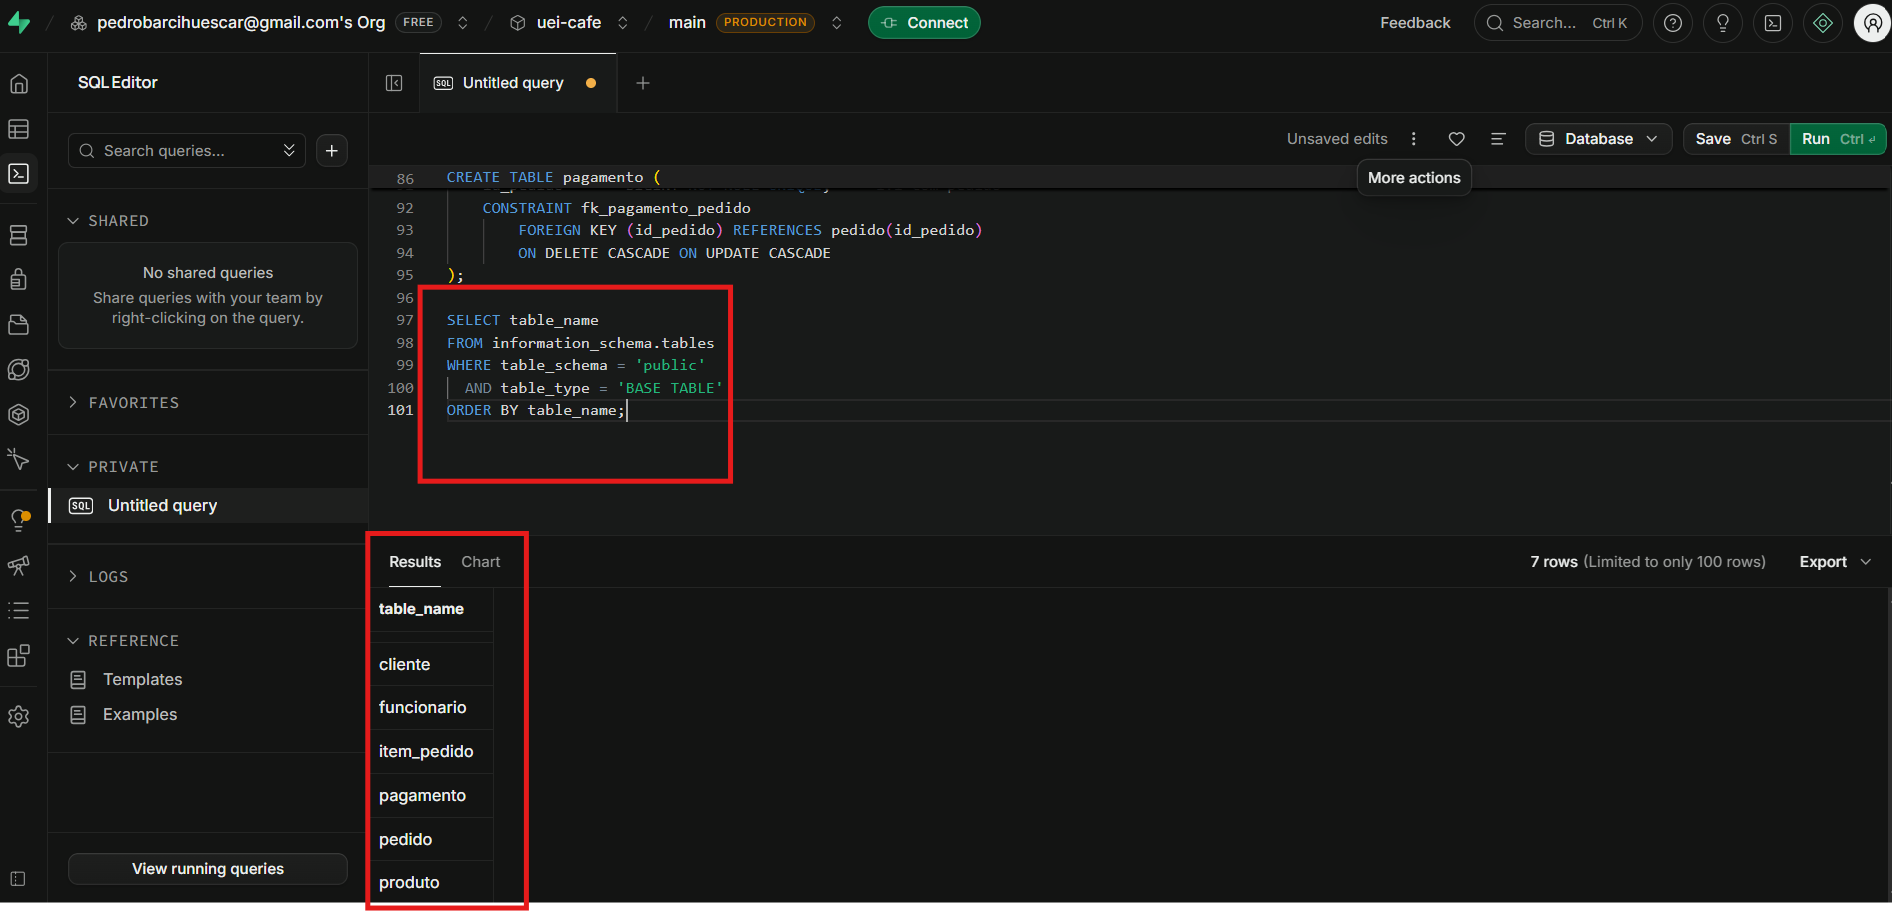 pedrobarcihuescar@gmail.com's Org FREE / uei-cafe / main PRODUCTION Connect
Feedback Search... Ctrl K
SQL Editor
Untitled query
Search queries...
Unsaved edits Database Save Ctrl S Run Ctrl ↵
More actions
SHARED
No shared queries
Share queries with your team by
right-clicking on the query.
FAVORITES
PRIVATE
Untitled query
LOGS
REFERENCE
Templates
Examples
View running queries
86 CREATE TABLE pagamento (
92 CONSTRAINT fk_pagamento_pedido
93 FOREIGN KEY (id_pedido) REFERENCES pedido(id_pedido)
94 ON DELETE CASCADE ON UPDATE CASCADE
95 );
96
97 SELECT table_name
98 FROM information_schema.tables
99 WHERE table_schema = 'public'
100 AND table_type = 'BASE TABLE'
101 ORDER BY table_name;
Results Chart
7 rows (Limited to only 100 rows) Export
table_name
cliente
funcionario
item_pedido
pagamento
pedido
produto